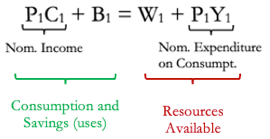 P₁C₁ + B₁ = W₁ + P₁Y₁
Nom. Income
Nom. Expenditure
on Consumpt.
Consumption and
Savings (uses)
Resources
Available